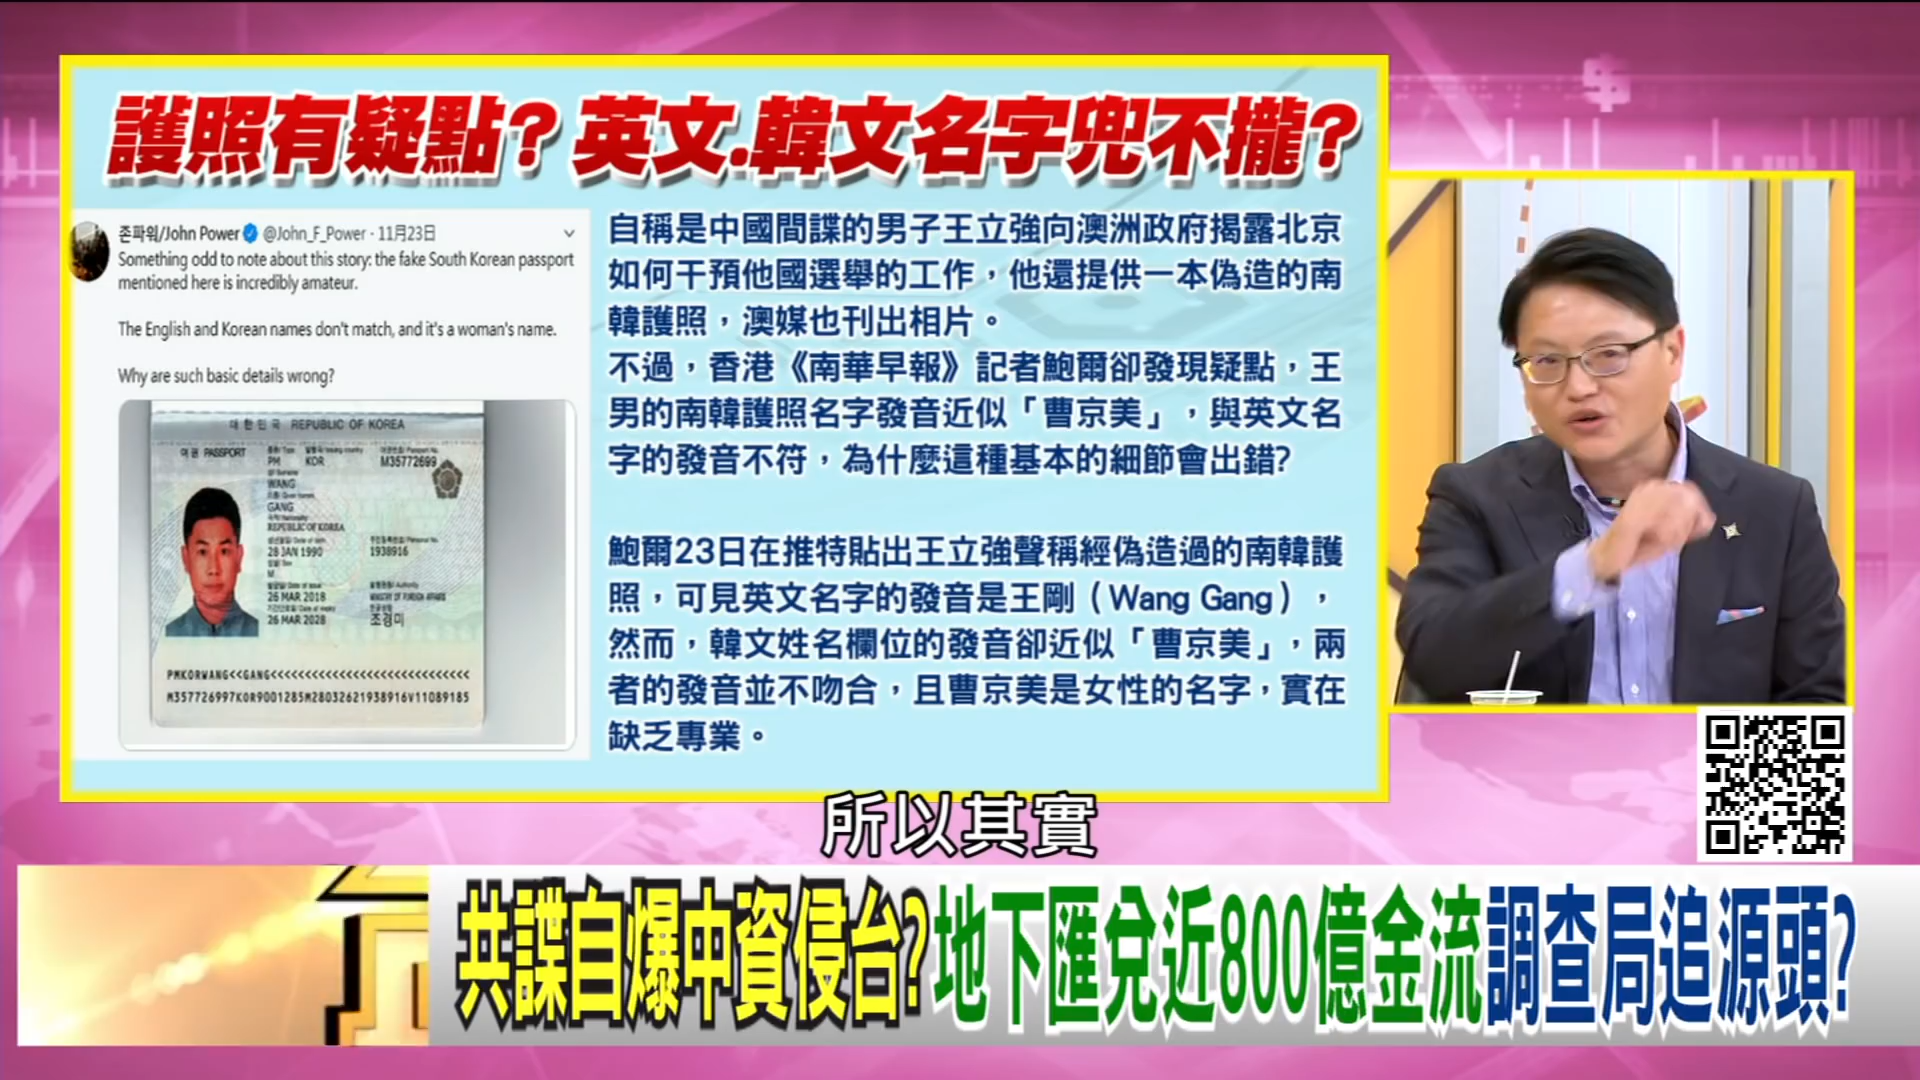 護照有疑點?英文.韓文名字兜不攏?
존파워/John Power @John_F_Power · 11月23日
Something odd to note about this story: the fake South Korean passport
mentioned here is incredibly amateur.
The English and Korean names don't match, and it's a woman's name.
Why are such basic details wrong?
대한민국 REPUBLIC OF KOREA
여권 PASSPORT
PM KOR M35772699
WANG
GANG
REPUBLIC OF KOREA
28 JAN 1990 1938916
M
26 MAR 2018 MINISTRY OF FOREIGN AFFAIRS
26 MAR 2028 조경미
PMKORWANG<<GANG<<<<<<<<<<<<<<<<<<<<<<<<<<<<<
M357726997KOR9001285M28032621938916V11089185
自稱是中國間諜的男子王立強向澳洲政府揭露北京
如何干預他國選舉的工作，他還提供一本偽造的南
韓護照，澳媒也刊出相片。
不過，香港《南華早報》記者鮑爾卻發現疑點，王
男的南韓護照名字發音近似「曹京美」，與英文名
字的發音不符，為什麼這種基本的細節會出錯?
鮑爾23日在推特貼出王立強聲稱經偽造過的南韓護
照，可見英文名字的發音是王剛（Wang Gang），
然而，韓文姓名欄位的發音卻近似「曹京美」，兩
者的發音並不吻合，且曹京美是女性的名字，實在
缺乏專業。
所以其實
共諜自爆中資侵台?地下匯兌近800億金流調查局追源頭?